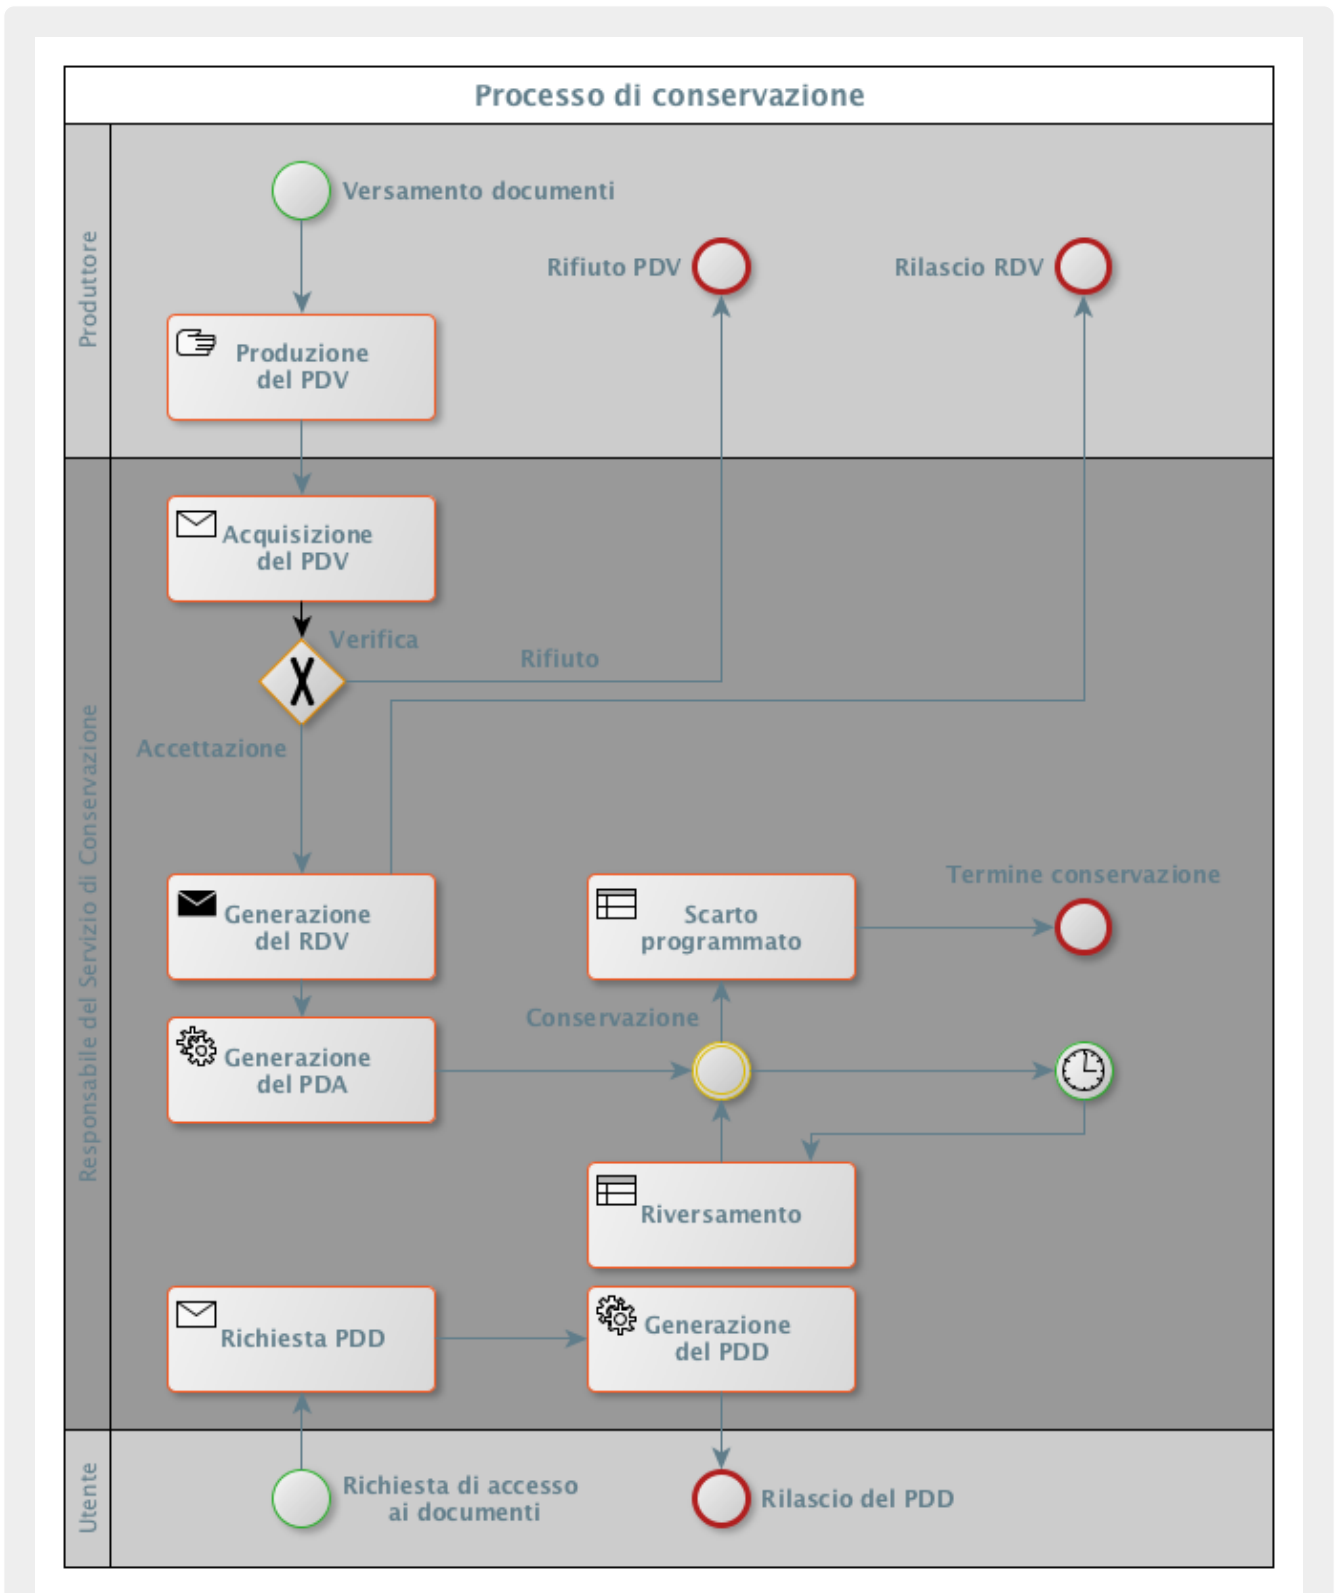 Processo di conservazione
Produttore
Versamento documenti
Rifiuto PDV
Rilascio RDV
Produzione
del PDV
Responsabile del Servizio di Conservazione
Acquisizione
del PDV
Verifica
Rifiuto
Accettazione
Generazione
del RDV
Scarto
programmato
Termine conservazione
Conservazione
Generazione
del PDA
Riversamento
Richiesta PDD
Generazione
del PDD
Utente
Richiesta di accesso
ai documenti
Rilascio del PDD